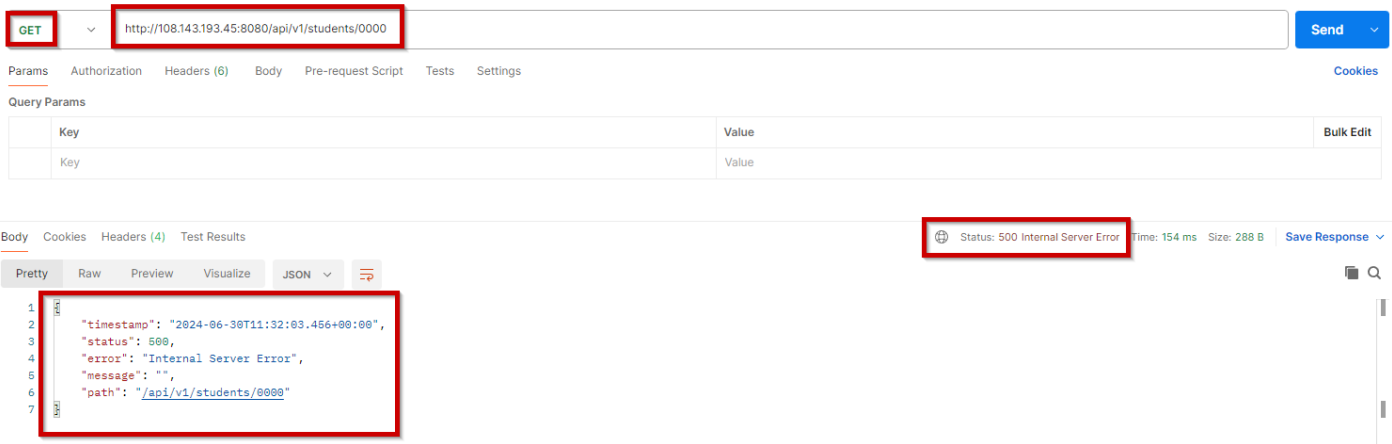 GET http://108.143.193.45:8080/api/v1/students/0000 Send
Params Authorization Headers (6) Body Pre-request Script Tests Settings Cookies
Query Params
Key Value Bulk Edit
Key Value
Body Cookies Headers (4) Test Results Status: 500 Internal Server Error Time: 154 ms Size: 288 B Save Response
Pretty Raw Preview Visualize JSON
1 {
2 "timestamp": "2024-06-30T11:32:03.456+00:00",
3 "status": 500,
4 "error": "Internal Server Error",
5 "message": "",
6 "path": "/api/v1/students/0000"
7 }